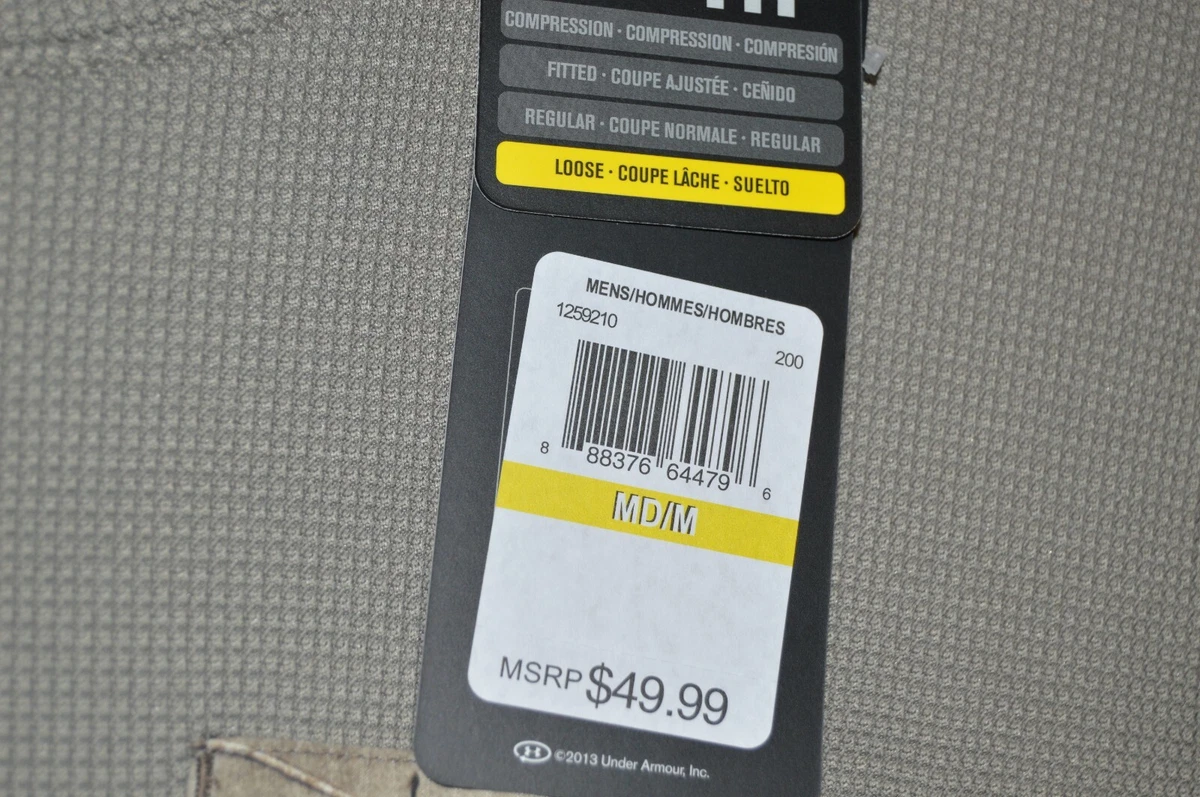 COMPRESSION · COMPRESSION · COMPRESIÓN
FITTED · COUPE AJUSTÉE · CEÑIDO
REGULAR · COUPE NORMALE · REGULAR
LOOSE · COUPE LÂCHE · SUELTO
MENS/HOMMES/HOMBRES
1259210
200
8 88376 64479 6
MD/M
MSRP $49.99
©2013 Under Armour, Inc.